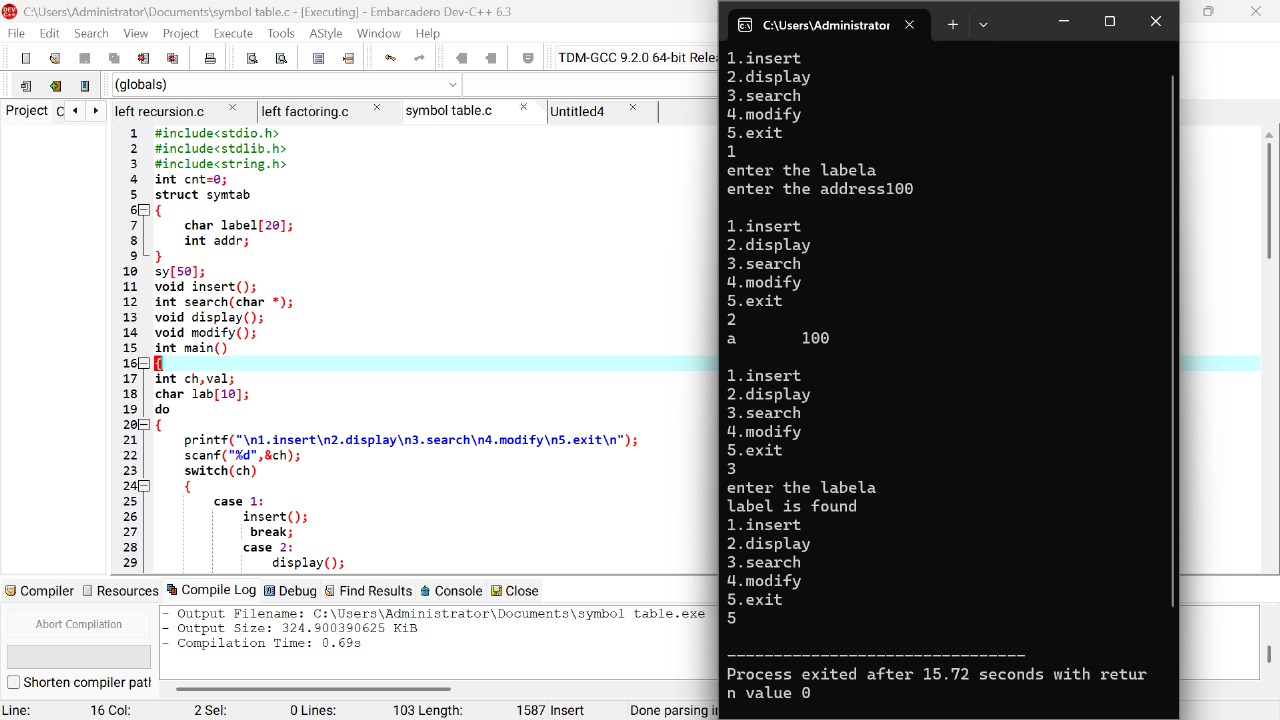 C:\Users\Administrator\Documents\symbol table.c - [Executing] - Embarcadero Dev-C++ 6.3
File Edit Search View Project Execute Tools AStyle Window Help
TDM-GCC 9.2.0 64-bit Relea
(globals)
Project C
left recursion.c
left factoring.c
symbol table.c
Untitled4
1 #include<stdio.h>
2 #include<stdlib.h>
3 #include<string.h>
4 int cnt=0;
5 struct symtab
6 {
7 char label[20];
8 int addr;
9 }
10 sy[50];
11 void insert();
12 int search(char *);
13 void display();
14 void modify();
15 int main()
16 {
17 int ch,val;
18 char lab[10];
19 do
20 {
21 printf("\n1.insert\n2.display\n3.search\n4.modify\n5.exit\n");
22 scanf("%d",&ch);
23 switch(ch)
24 {
25 case 1:
26 insert();
27 break;
28 case 2:
29 display();
Compiler Resources Compile Log Debug Find Results Console Close
Abort Compilation
Shorten compiler path
- Output Filename: C:\Users\Administrator\Documents\symbol table.exe
- Output Size: 324.900390625 KiB
- Compilation Time: 0.69s
Line: 16 Col: 2 Sel: 0 Lines: 103 Length: 1587 Insert Done parsing in
C:\Users\Administrator
1.insert
2.display
3.search
4.modify
5.exit
1
enter the labela
enter the address100
1.insert
2.display
3.search
4.modify
5.exit
2
a 100
1.insert
2.display
3.search
4.modify
5.exit
3
enter the labela
label is found
1.insert
2.display
3.search
4.modify
5.exit
5
--------------------------------
Process exited after 15.72 seconds with retur
n value 0